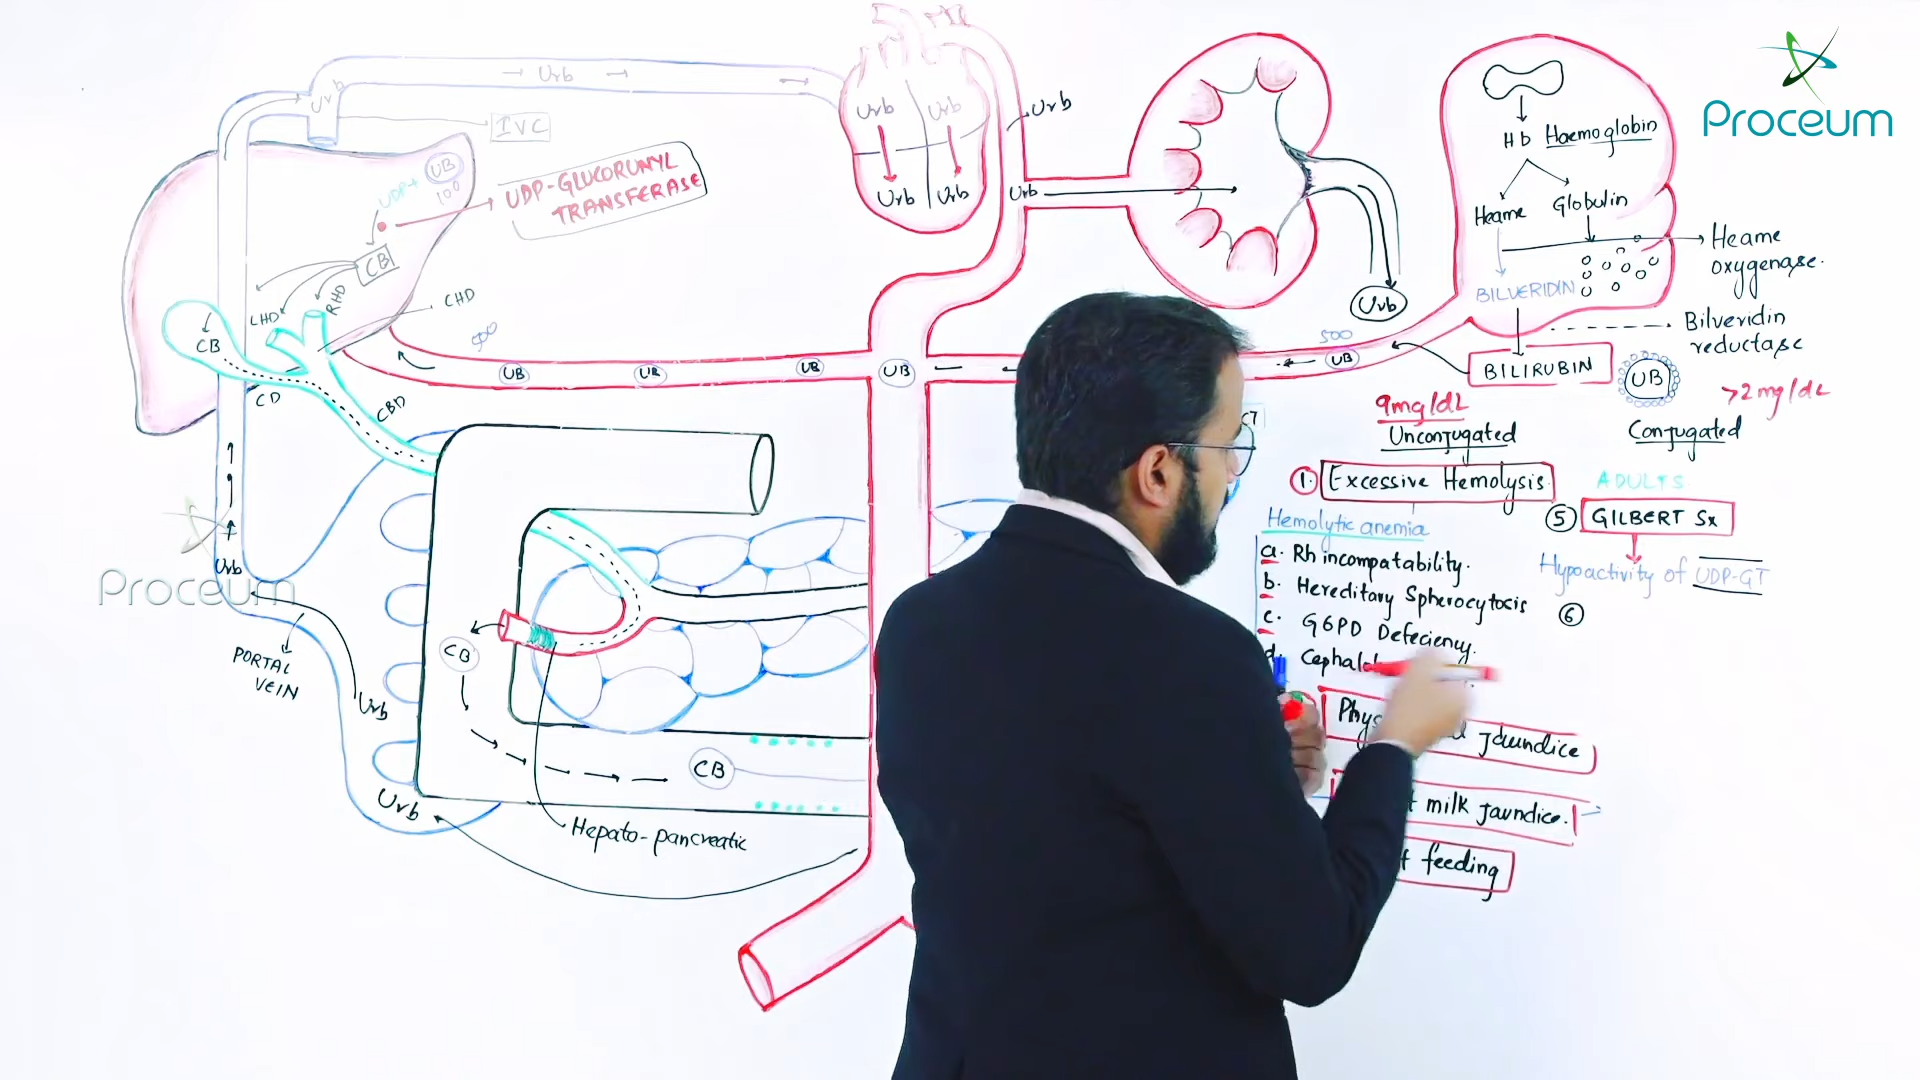 Proceum
Urb
Urb
IVC
UDP+
UB
100
UDP-GLUCORUNYL
TRANSFERASE
CB
LHD
RHD
CHD
CB
CD
CBD
Urb
Urb
Urb
Urb
Urb
Urb
Urb
UB
UB
UB
UB
500
UB
Hb Haemoglobin
Heame
Globulin
Heame
oxygenase.
BILVERIDIN
Bilveridin
reductase
BILIRUBIN
UB
>2mg/dL
9mg/dL
Unconjugated
Conjugated
1. Excessive Hemolysis
ADULTS
5 GILBERT Sx
Hemolytic anemia
a. Rh incompatability.
b. Hereditary Spherocytosis
c. G6PD Defeciency.
d.
Hypoactivity of UDP-GT
6
Jaundice
milk Jaundice.
feeding
Proceum
Urb
PORTAL
VEIN
Urb
Urb
CB
CB
Hepato-pancreatic